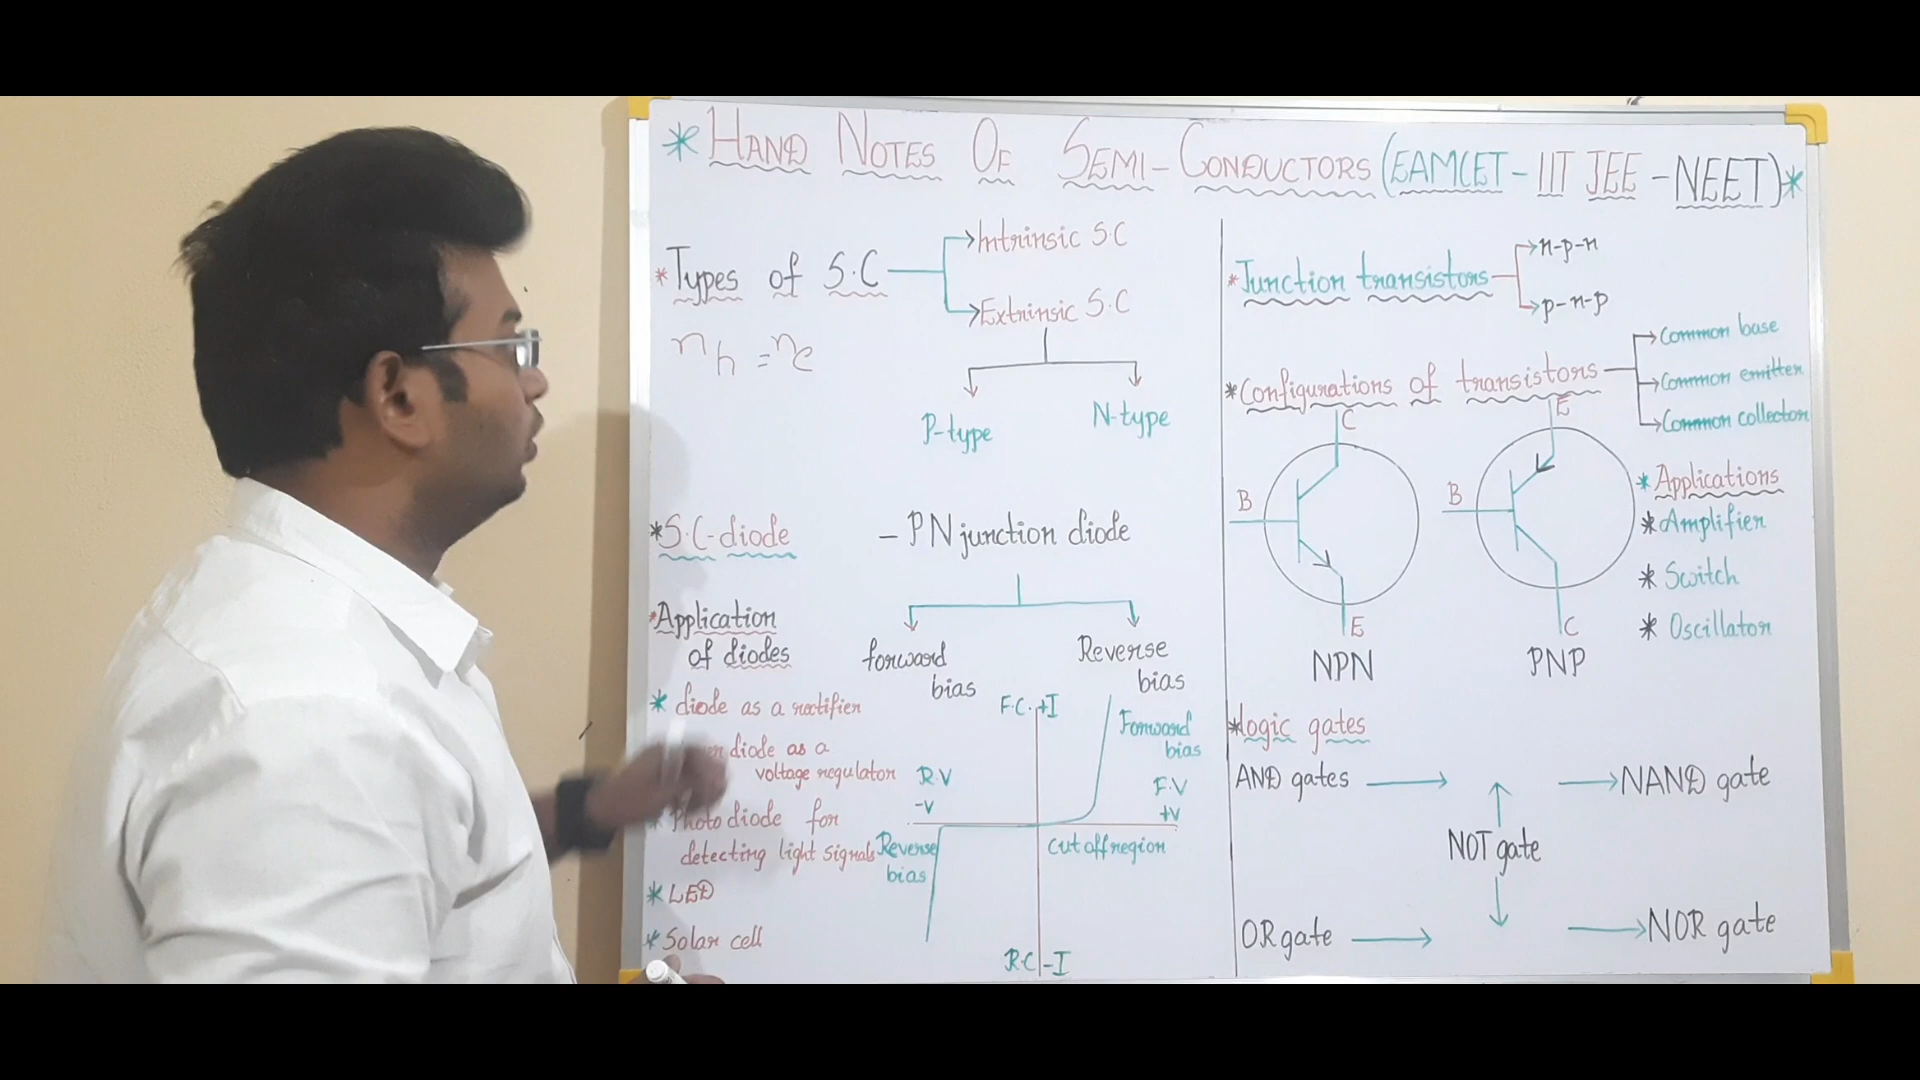 *HAND NOTES OF SEMI-CONDUCTORS (EAMCET-IIT JEE-NEET)*
*Types of S.C
Intrinsic S.C
Extrinsic S.C
nh = ne
P-type
N-type
*S.C-diode
- PN junction diode
forward bias
Reverse bias
*Application
of diodes
* diode as a rectifier
diode as a
voltage regulator
* Photo diode for
detecting light signals
* LED
* Solar cell
F.C. +I
Forward
bias
R.V
-V
F.V
+V
Reverse
bias
Cut off region
R.C -I
*Junction transistors
n-p-n
p-n-p
*Configurations of transistors
Common base
Common emitter
Common collector
C
B
E
NPN
E
B
C
PNP
* Applications
* Amplifier
* Switch
* Oscillator
*logic gates
AND gates
NAND gate
NOT gate
OR gate
NOR gate